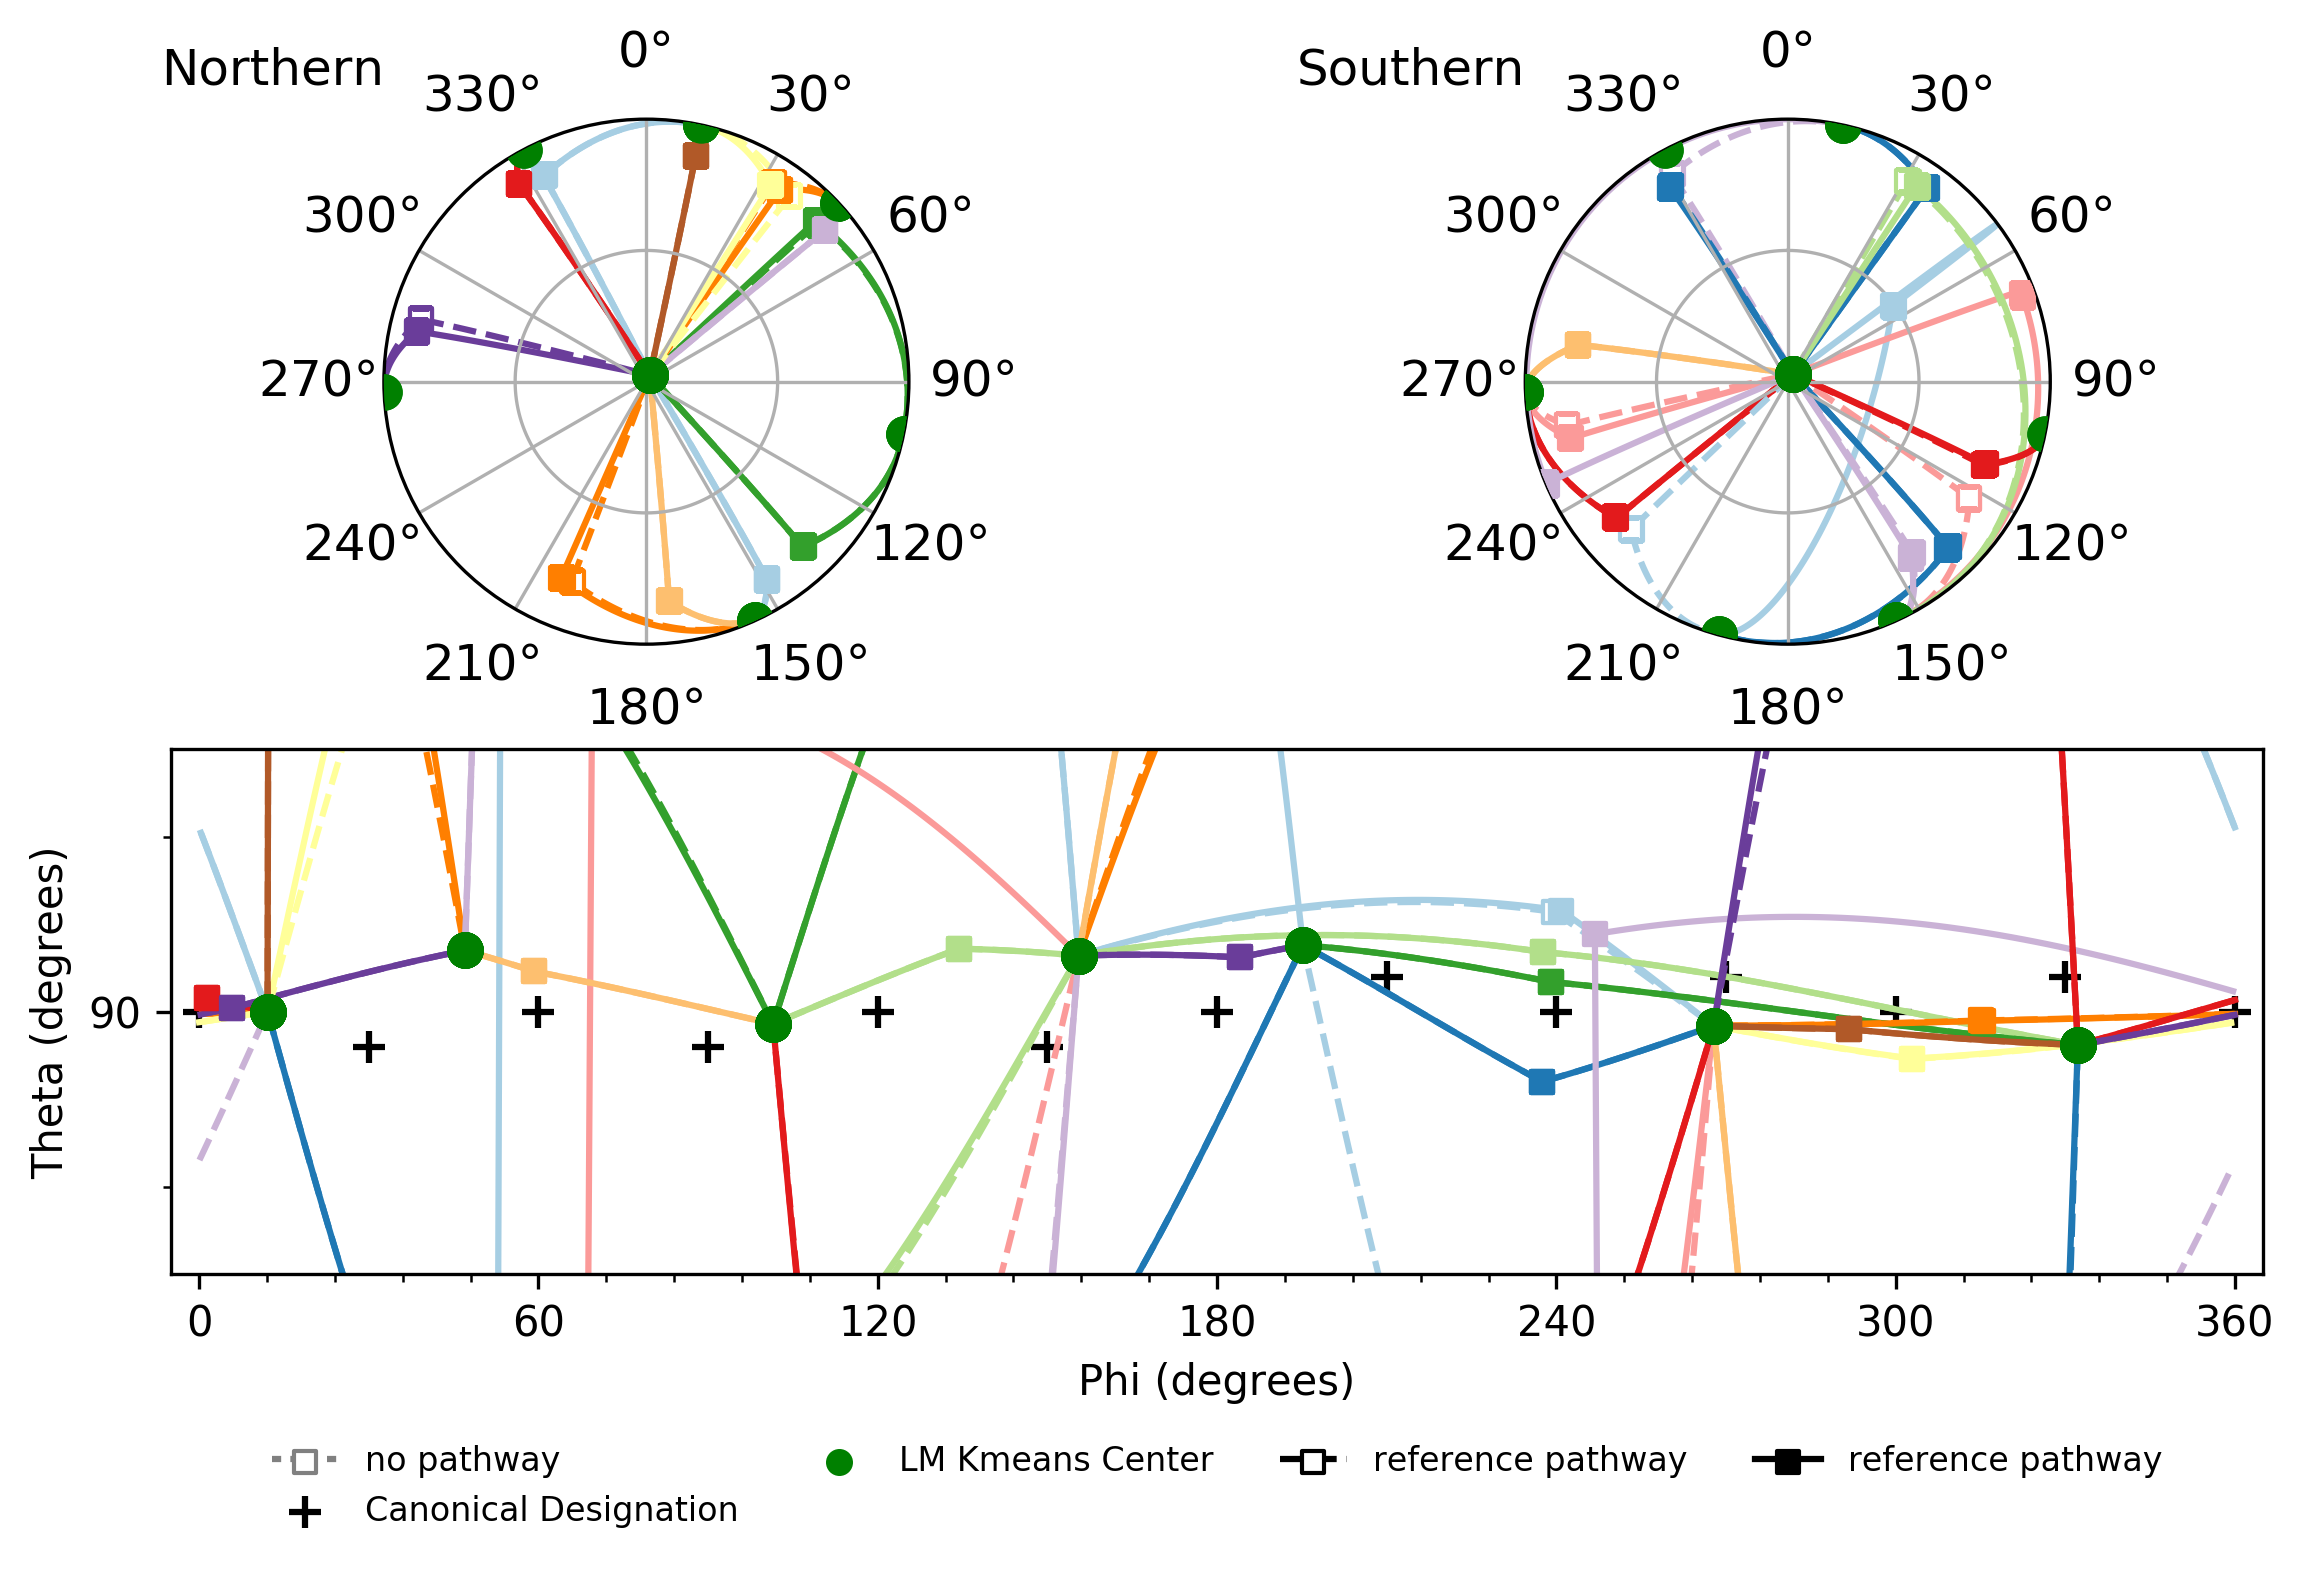 Northern
0°
30°
60°
90°
120°
150°
180°
210°
240°
270°
300°
330°
Southern
0°
30°
60°
90°
120°
150°
180°
210°
240°
270°
300°
330°
Theta (degrees)
90
0 60 120 180 240 300 360
Phi (degrees)
no pathway
Canonical Designation
LM Kmeans Center
reference pathway
reference pathway